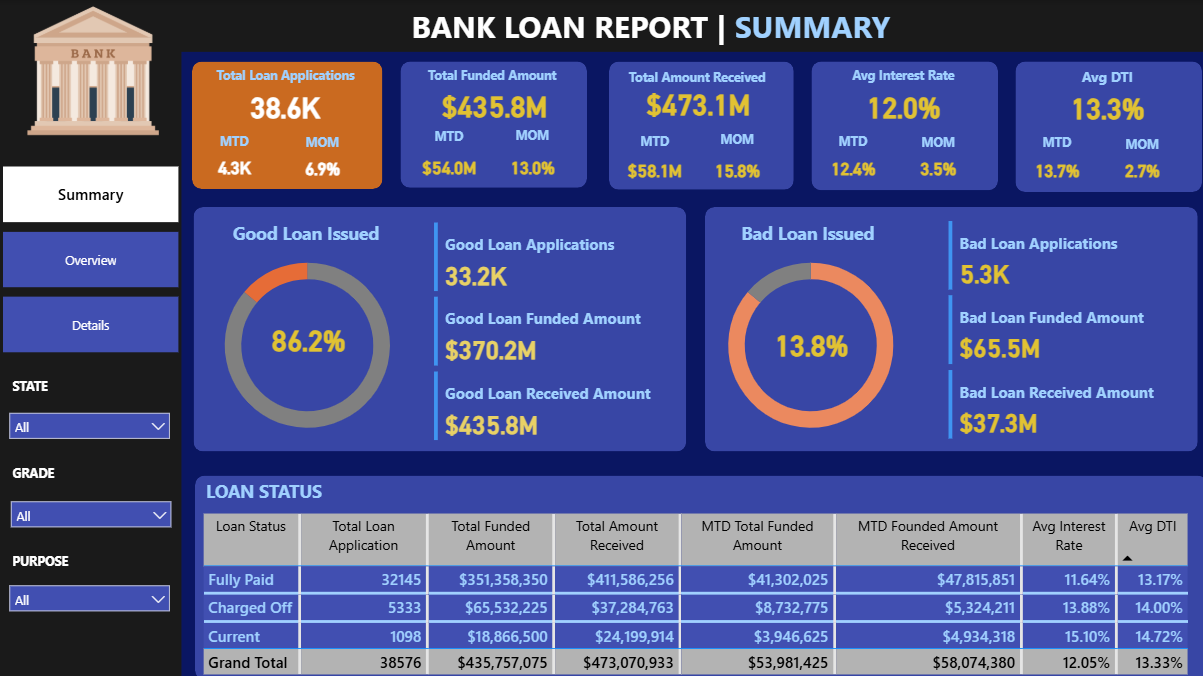 BANK LOAN REPORT | SUMMARY
BANK
Summary
Overview
Details
STATE
All
GRADE
All
PURPOSE
All
Total Loan Applications
38.6K
MTD MOM
4.3K 6.9%
Total Funded Amount
$435.8M
MTD MOM
$54.0M 13.0%
Total Amount Received
$473.1M
MTD MOM
$58.1M 15.8%
Avg Interest Rate
12.0%
MTD MOM
12.4% 3.5%
Avg DTI
13.3%
MTD MOM
13.7% 2.7%
Good Loan Issued
86.2%
Good Loan Applications
33.2K
Good Loan Funded Amount
$370.2M
Good Loan Received Amount
$435.8M
Bad Loan Issued
13.8%
Bad Loan Applications
5.3K
Bad Loan Funded Amount
$65.5M
Bad Loan Received Amount
$37.3M
LOAN STATUS
Loan Status Total Loan Total Funded Total Amount MTD Total Funded MTD Founded Amount Avg Interest Avg DTI
Application Amount Received Amount Received Rate
Fully Paid 32145 $351,358,350 $411,586,256 $41,302,025 $47,815,851 11.64% 13.17%
Charged Off 5333 $65,532,225 $37,284,763 $8,732,775 $5,324,211 13.88% 14.00%
Current 1098 $18,866,500 $24,199,914 $3,946,625 $4,934,318 15.10% 14.72%
Grand Total 38576 $435,757,075 $473,070,933 $53,981,425 $58,074,380 12.05% 13.33%